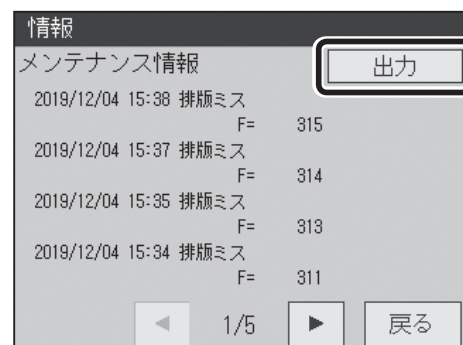 情報
メンテナンス情報 出力
2019/12/04 15:38 排版ミス
F= 315
2019/12/04 15:37 排版ミス
F= 314
2019/12/04 15:35 排版ミス
F= 313
2019/12/04 15:34 排版ミス
F= 311
◀ 1/5 ▶ 戻る